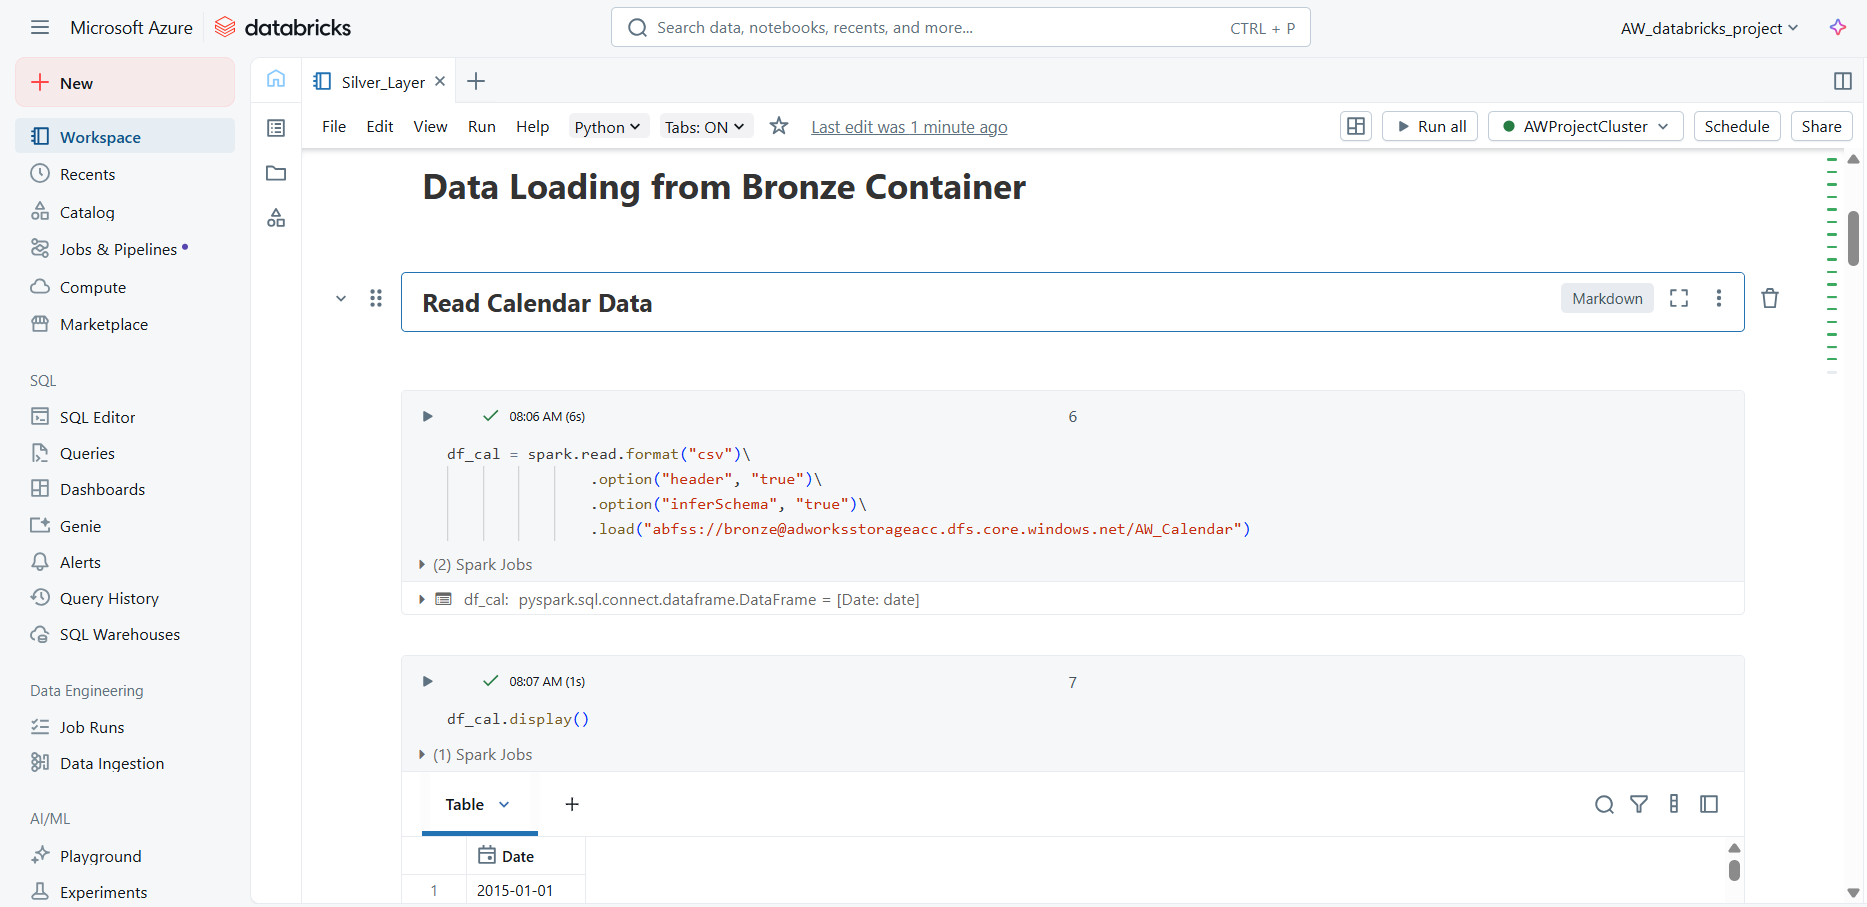 Microsoft Azure databricks
Search data, notebooks, recents, and more... CTRL + P
AW_databricks_project
New
Workspace
Recents
Catalog
Jobs & Pipelines
Compute
Marketplace
SQL
SQL Editor
Queries
Dashboards
Genie
Alerts
Query History
SQL Warehouses
Data Engineering
Job Runs
Data Ingestion
AI/ML
Playground
Experiments
Silver_Layer
File Edit View Run Help Python Tabs: ON Last edit was 1 minute ago
Run all AWProjectCluster Schedule Share
Data Loading from Bronze Container
Read Calendar Data
Markdown
08:06 AM (6s) 6
df_cal = spark.read.format("csv")\
.option("header", "true")\
.option("inferSchema", "true")\
.load("abfss://bronze@adworksstorageacc.dfs.core.windows.net/AW_Calendar")
(2) Spark Jobs
df_cal: pyspark.sql.connect.dataframe.DataFrame = [Date: date]
08:07 AM (1s) 7
df_cal.display()
(1) Spark Jobs
Table
Date
1 2015-01-01